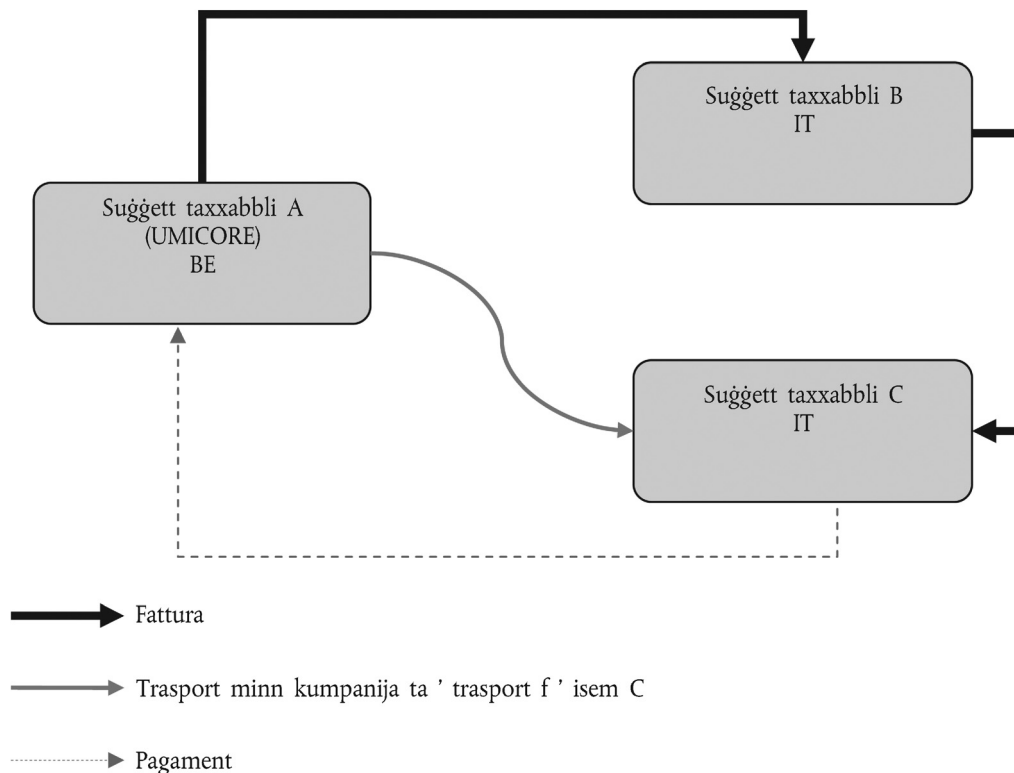 Suġġett taxxabbli B
IT
Suġġett taxxabbli A
(UMICORE)
BE
Suġġett taxxabbli C
IT
Fattura
Trasport minn kumpanija ta ’ trasport f ’ isem C
Pagament